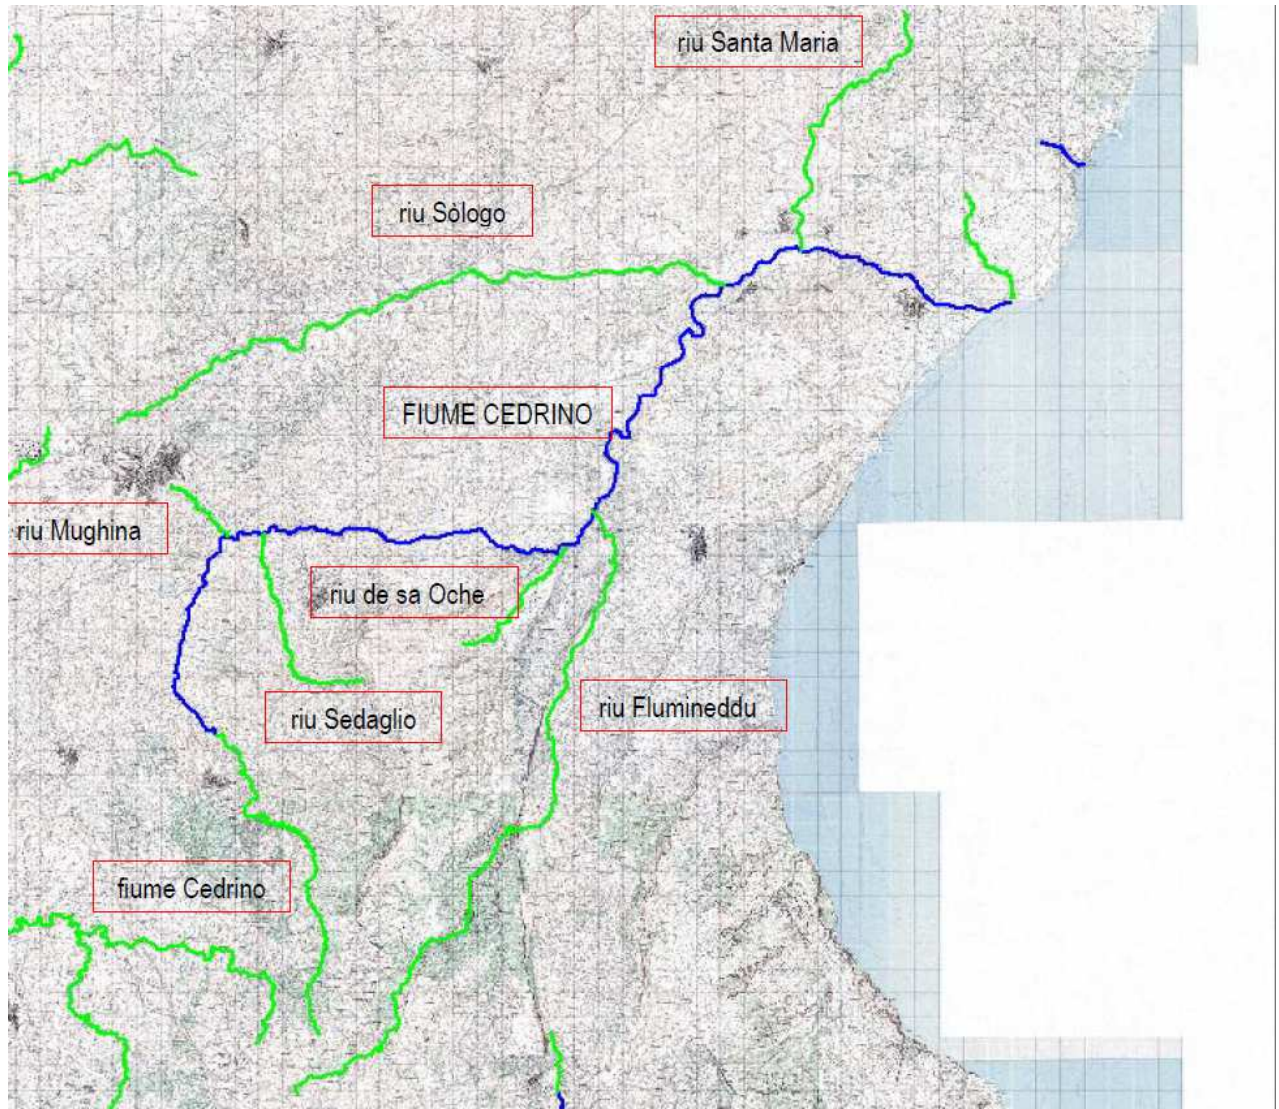 riu Santa Maria
riu Sòlogo
FIUME CEDRINO
riu Mughina
riu de sa Oche
riu Sedaglio
riu Flumineddu
fiume Cedrino